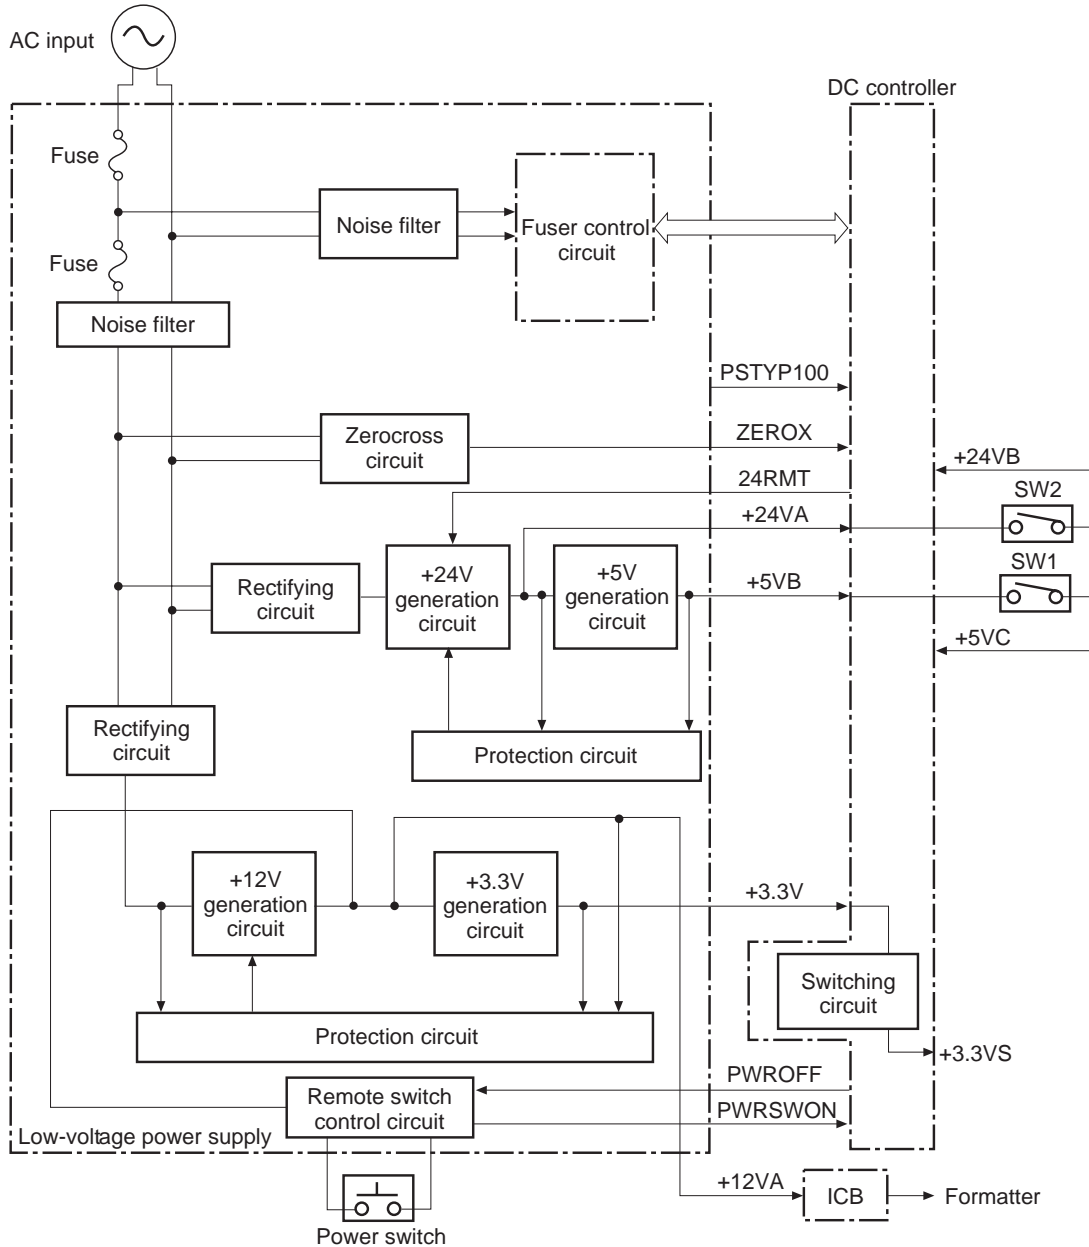 AC input
DC controller
Fuse
Noise filter
Fuser control
circuit
Fuse
Noise filter
PSTYP100
Zerocross
circuit
ZEROX
+24VB
24RMT
SW2
+24VA
+24V
generation
circuit
+5V
generation
circuit
Rectifying
circuit
+5VB
SW1
+5VC
Rectifying
circuit
Protection circuit
+12V
generation
circuit
+3.3V
generation
circuit
+3.3V
Switching
circuit
Protection circuit
+3.3VS
PWROFF
Remote switch
control circuit
PWRSWON
Low-voltage power supply
+12VA
ICB
Formatter
Power switch